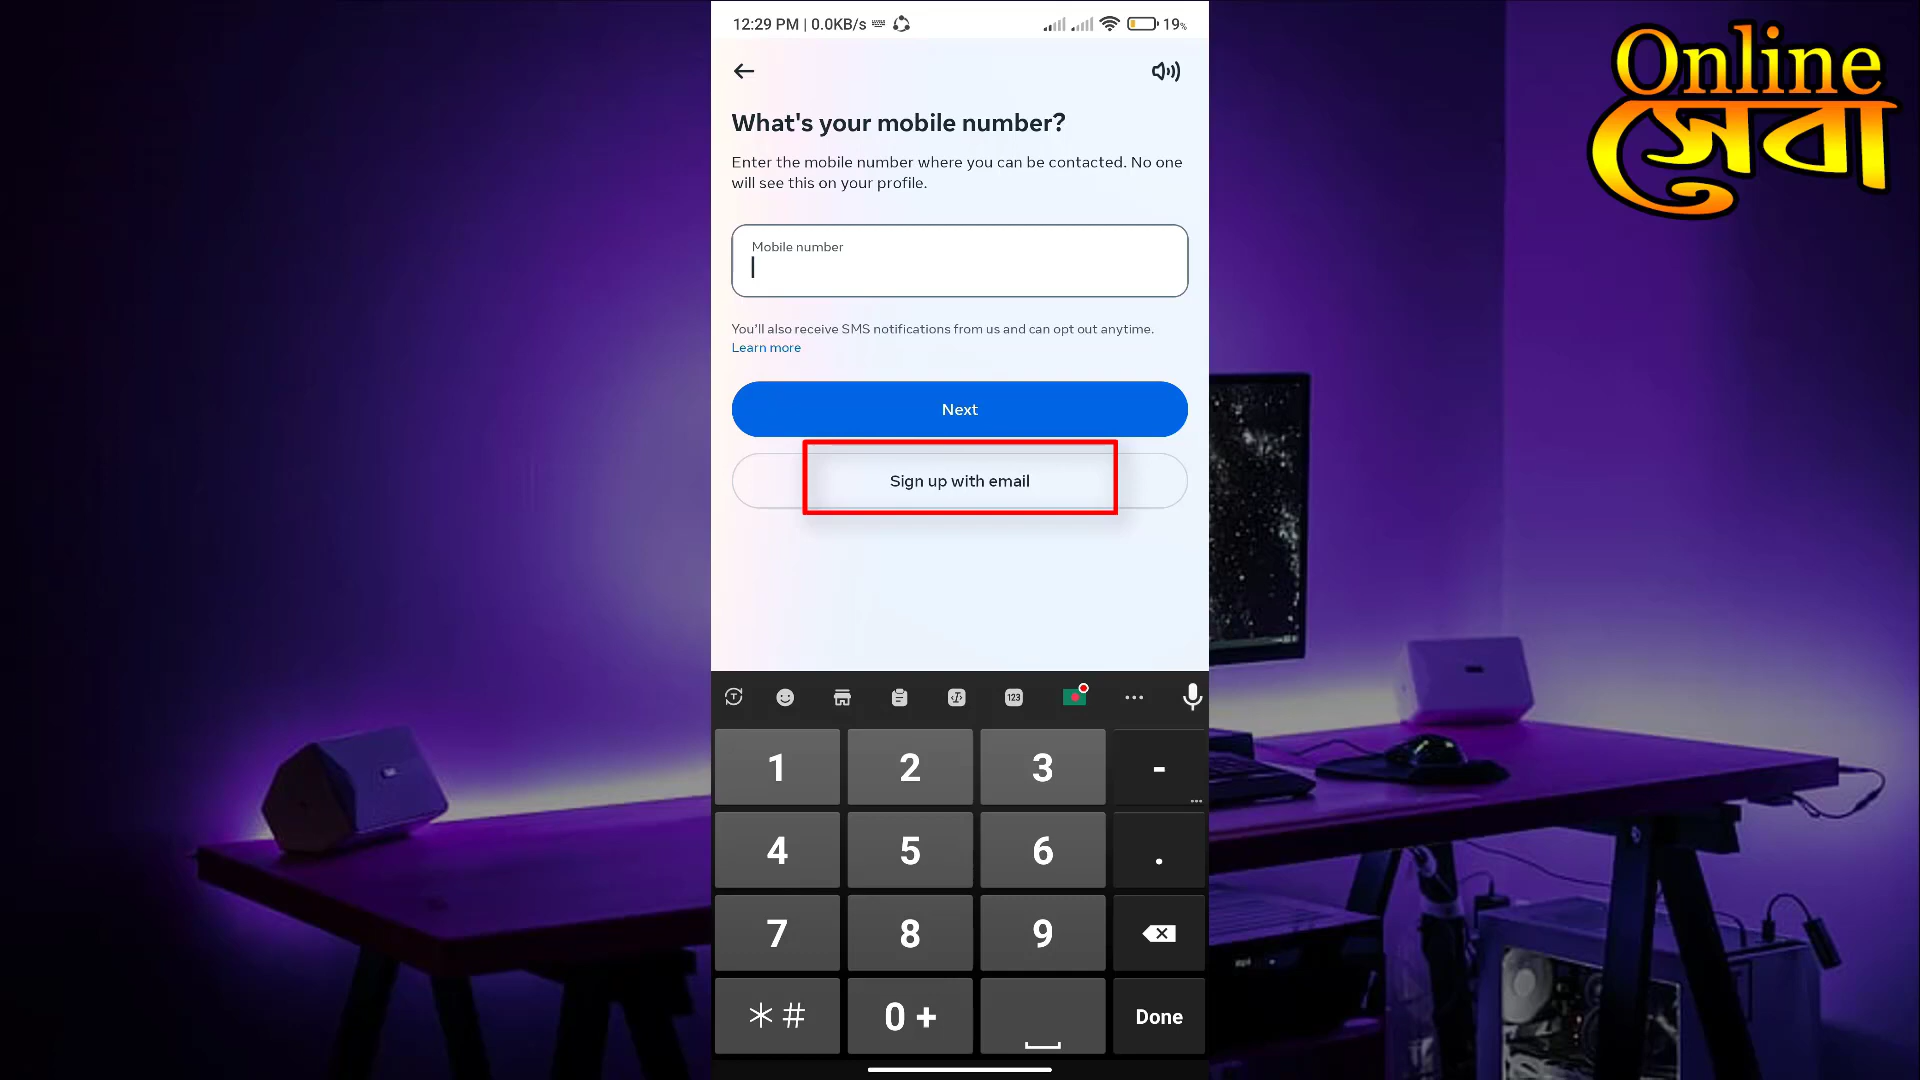 12:29 PM | 0.0KB/s
19%
Online
সেবা
What's your mobile number?
Enter the mobile number where you can be contacted. No one
will see this on your profile.
Mobile number
You'll also receive SMS notifications from us and can opt out anytime.
Learn more
Next
Sign up with email
123
1 2 3 -
4 5 6 .
7 8 9
*# 0 + Done